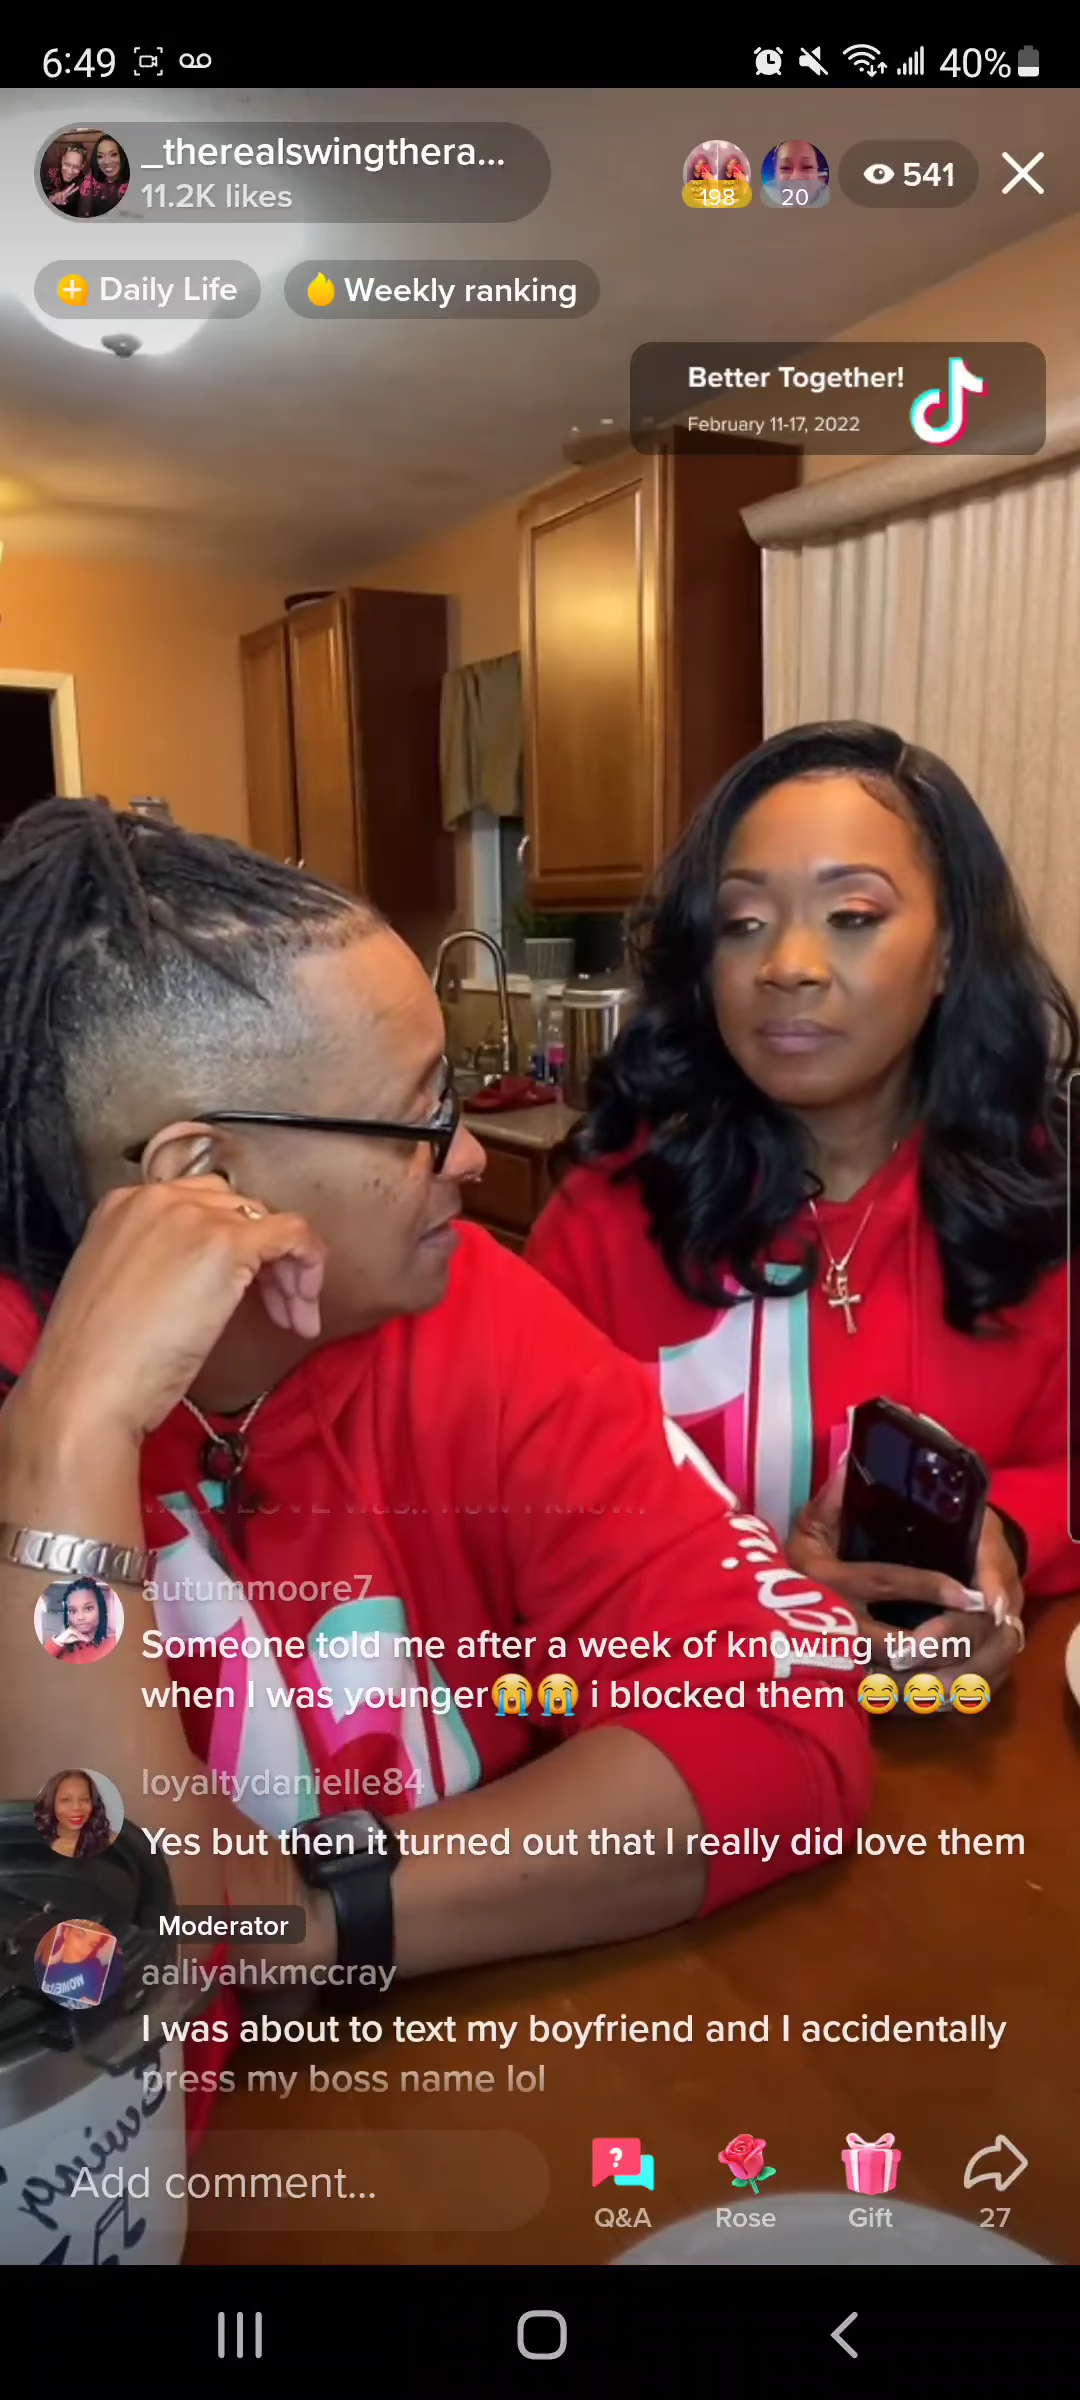 6:49
40%
_therealswingthera...
11.2K likes
198
20
541
Daily Life
Weekly ranking
Better Together!
February 11-17, 2022
autummoore7
Someone told me after a week of knowing them
when I was younger😭😭 i blocked them 😂😂😂
loyaltydanielle84
Yes but then it turned out that I really did love them
Moderator
aaliyahkmccray
I was about to text my boyfriend and I accidentally
press my boss name lol
Add comment...
Q&A
Rose
Gift
27